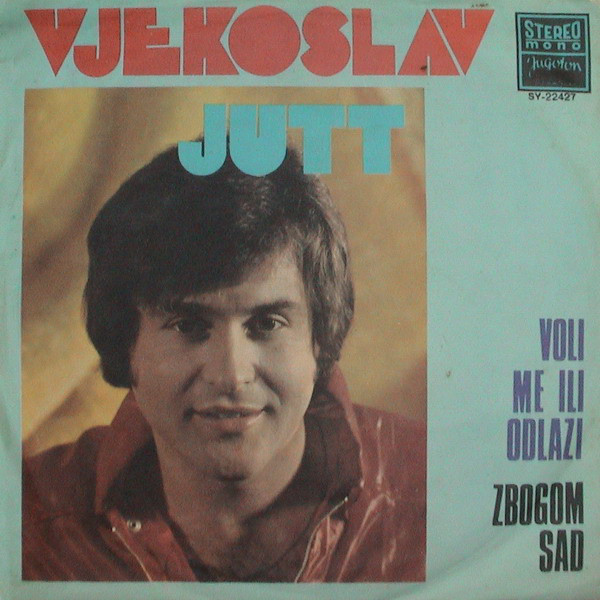 VJEKOSLAV
JUTT
STEREO
mono
Jugoton
SY-22427
VOLI
ME ILI
ODLAZI
ZBOGOM
SAD